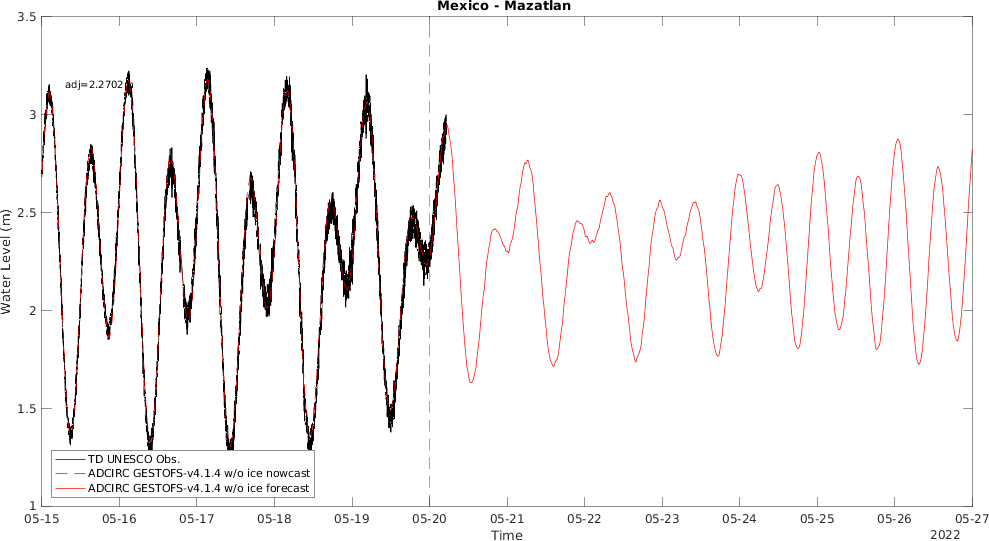 Mexico - Mazatlan
3.5
adj=2.2702
3
2.5
Water Level (m)
2
1.5
1
TD UNESCO Obs.
ADCIRC GESTOFS-v4.1.4 w/o ice nowcast
ADCIRC GESTOFS-v4.1.4 w/o ice forecast
05-15 05-16 05-17 05-18 05-19 05-20 05-21 05-22 05-23 05-24 05-25 05-26 05-27
Time
2022